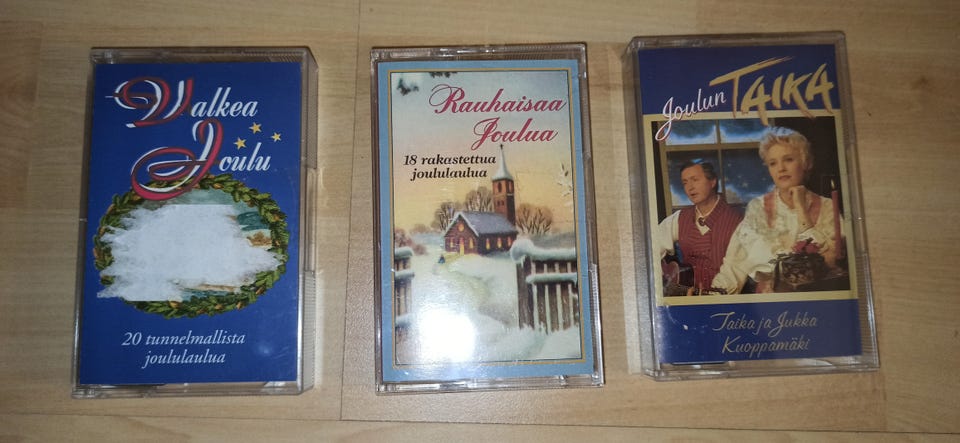 Valkea
Joulu
20 tunnelmallista
joululaulua
Rauhaisaa
Joulua
18 rakastettua
joululaulua
Joulun TAIKA
Taika ja Jukka
Kuoppamäki